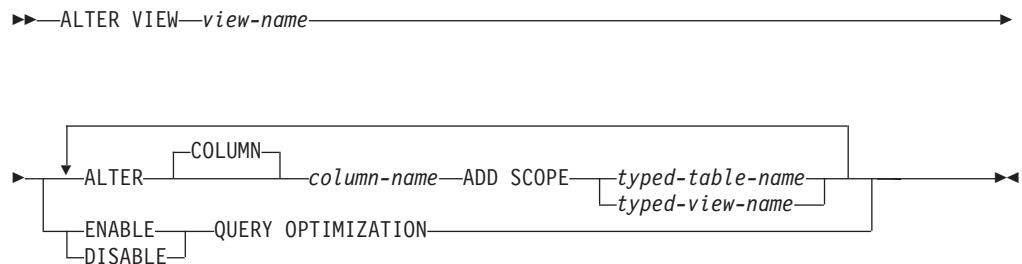 ALTER VIEW view-name
COLUMN
ALTER column-name ADD SCOPE typed-table-name
typed-view-name
ENABLE QUERY OPTIMIZATION
DISABLE